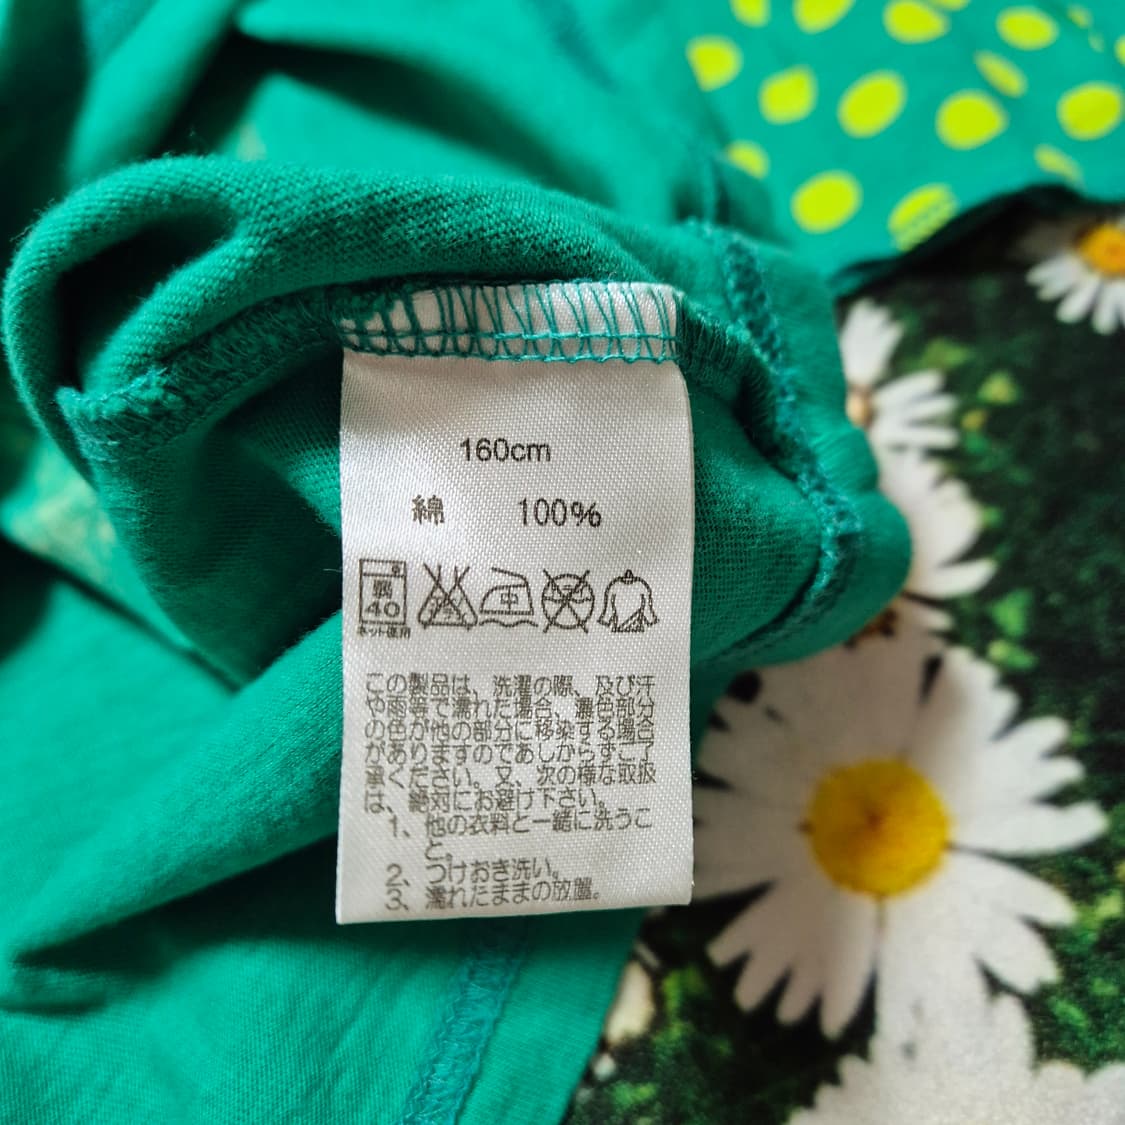 160cm
綿 100%
弱
40
ネット使用
中
この製品は、洗濯の際、及び汗
や雨等で濡れた場合、濃色部分
の色が他の部分に移染する場合
がありますのであしからずご了
承ください。又、次の様な取扱
は、絶対にお避け下さい。
1、他の衣料と一緒に洗うこ
と。
2、つけおき洗い。
3、濡れたままの放置。